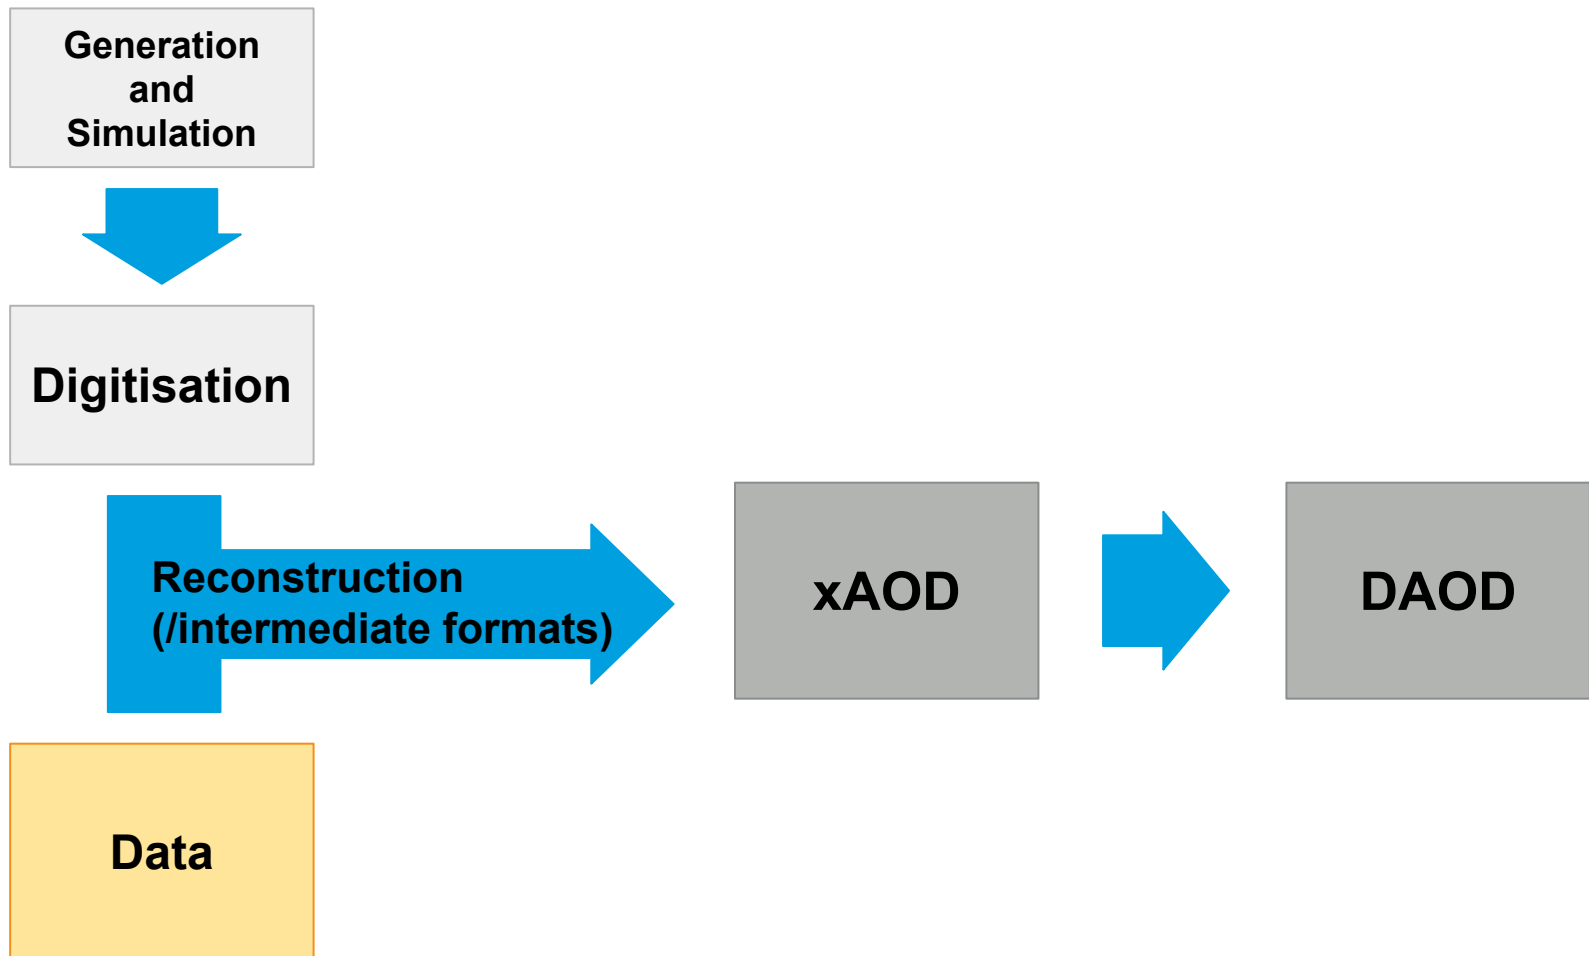 Generation
and
Simulation
Digitisation
Reconstruction
(/intermediate formats)
xAOD
DAOD
Data